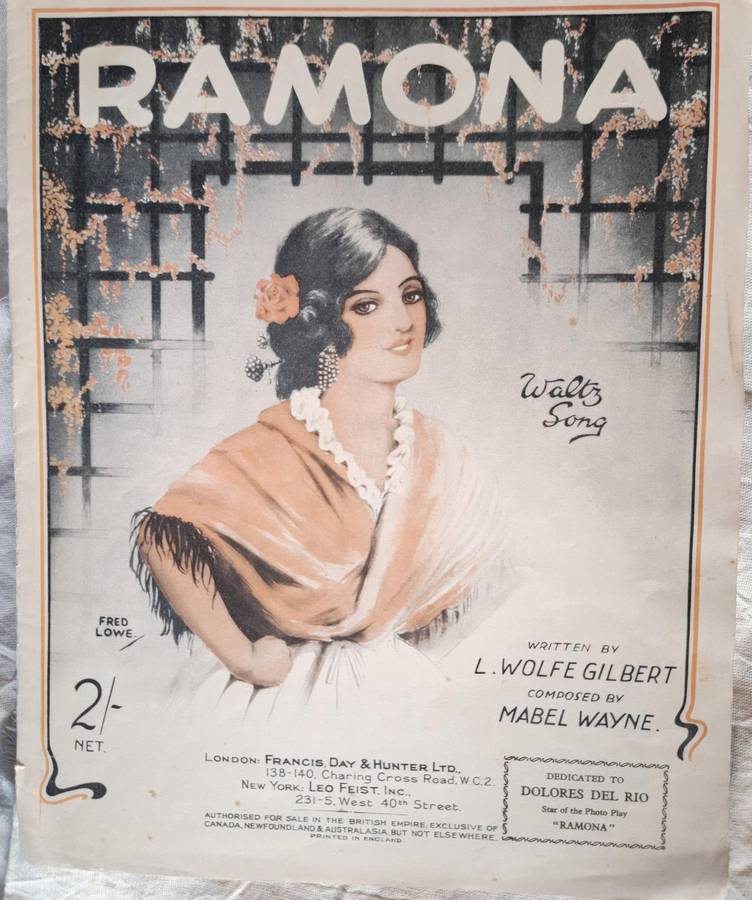 RAMONA
Waltz
Song
FRED
LOWE.
WRITTEN BY
L. WOLFE GILBERT
COMPOSED BY
MABEL WAYNE.
2/-
NET.
LONDON: FRANCIS, DAY & HUNTER LTD.,
138-140, Charing Cross Road, W.C.2.
NEW YORK: LEO FEIST, INC.,
231-5, West 40th Street.
AUTHORISED FOR SALE IN THE BRITISH EMPIRE, EXCLUSIVE OF
CANADA, NEWFOUNDLAND & AUSTRALASIA, BUT NOT ELSEWHERE.
PRINTED IN ENGLAND
DEDICATED TO
DOLORES DEL RIO
Star of the Photo Play
"RAMONA"